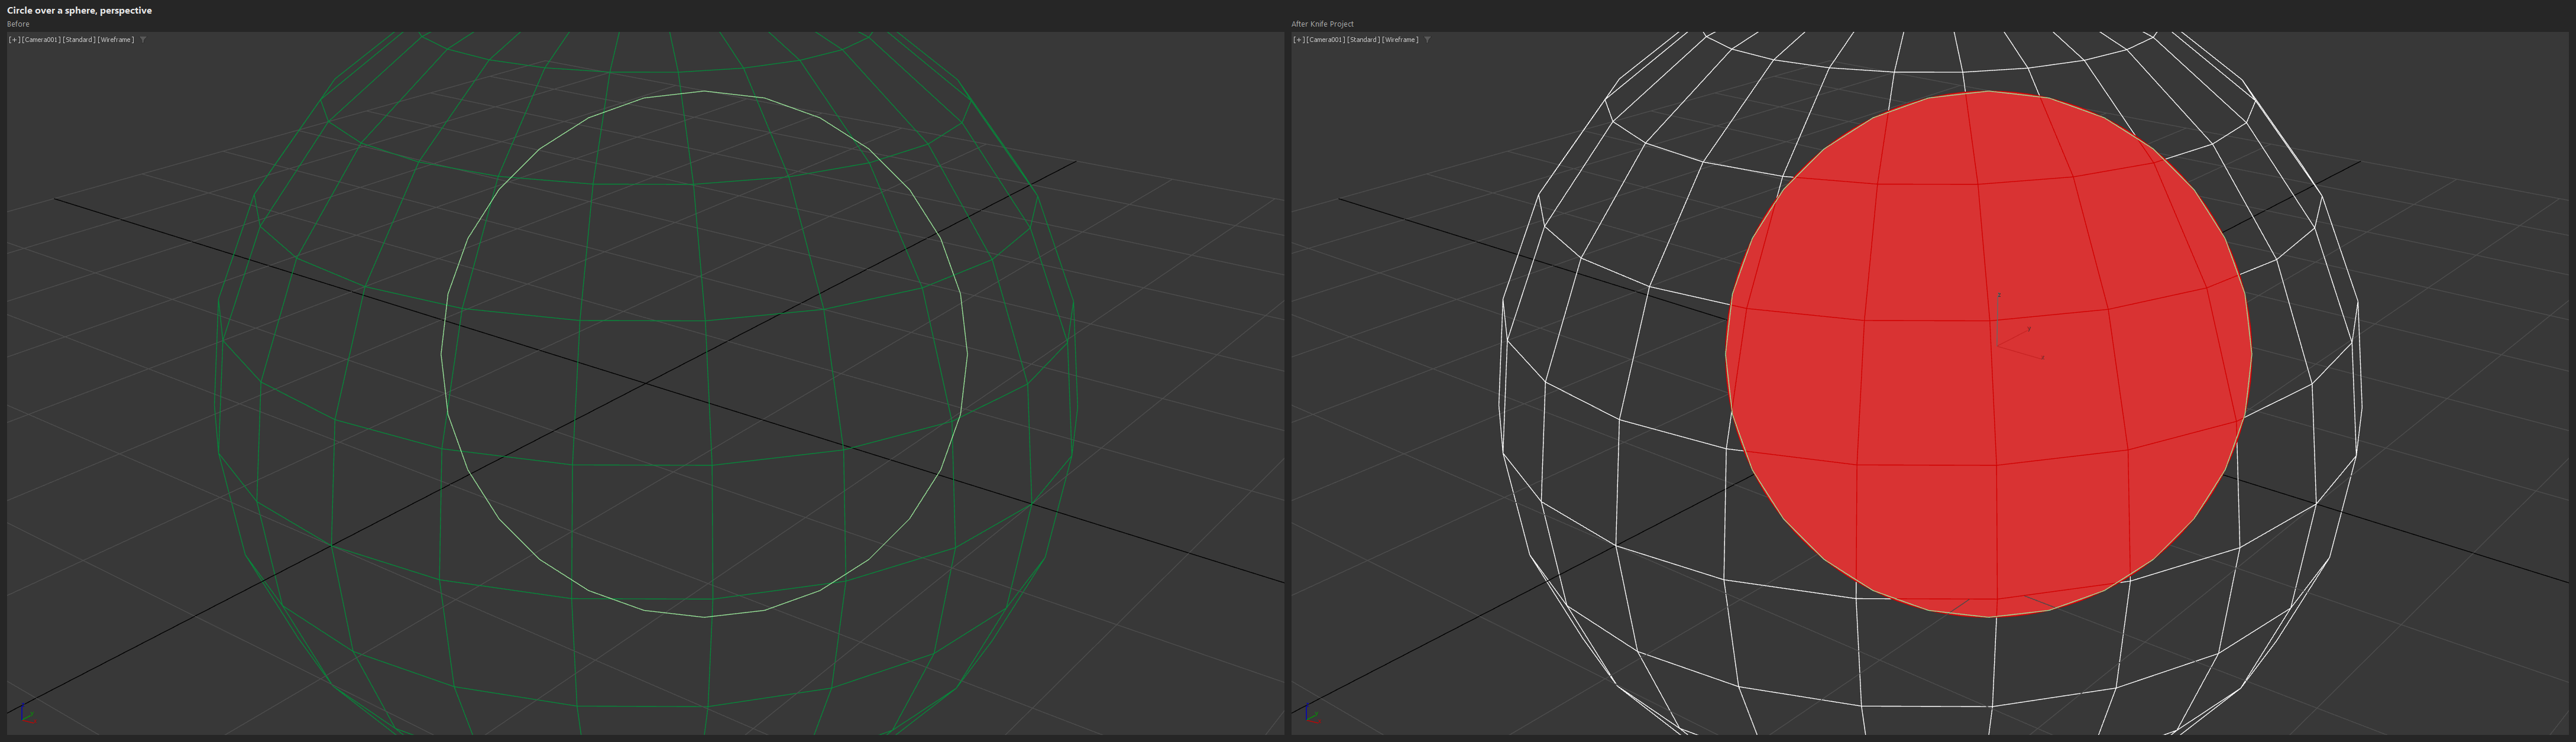 Circle over a sphere, perspective
Before
After Knife Project
[+] [Camera001] [Standard] [Wireframe]
[+] [Camera001] [Standard] [Wireframe]